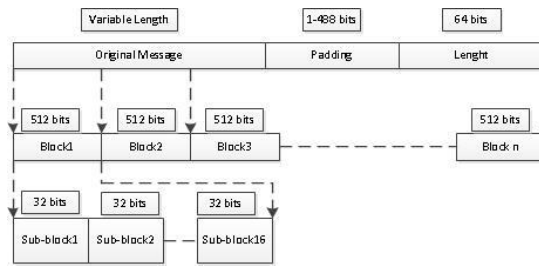 Variable Length 1-488 bits 64 bits
Original Message Padding Lenght
512 bits 512 bits 512 bits 512 bits
Block1 Block2 Block3 Block n
32 bits 32 bits 32 bits
Sub-block1 Sub-block2 Sub-block16